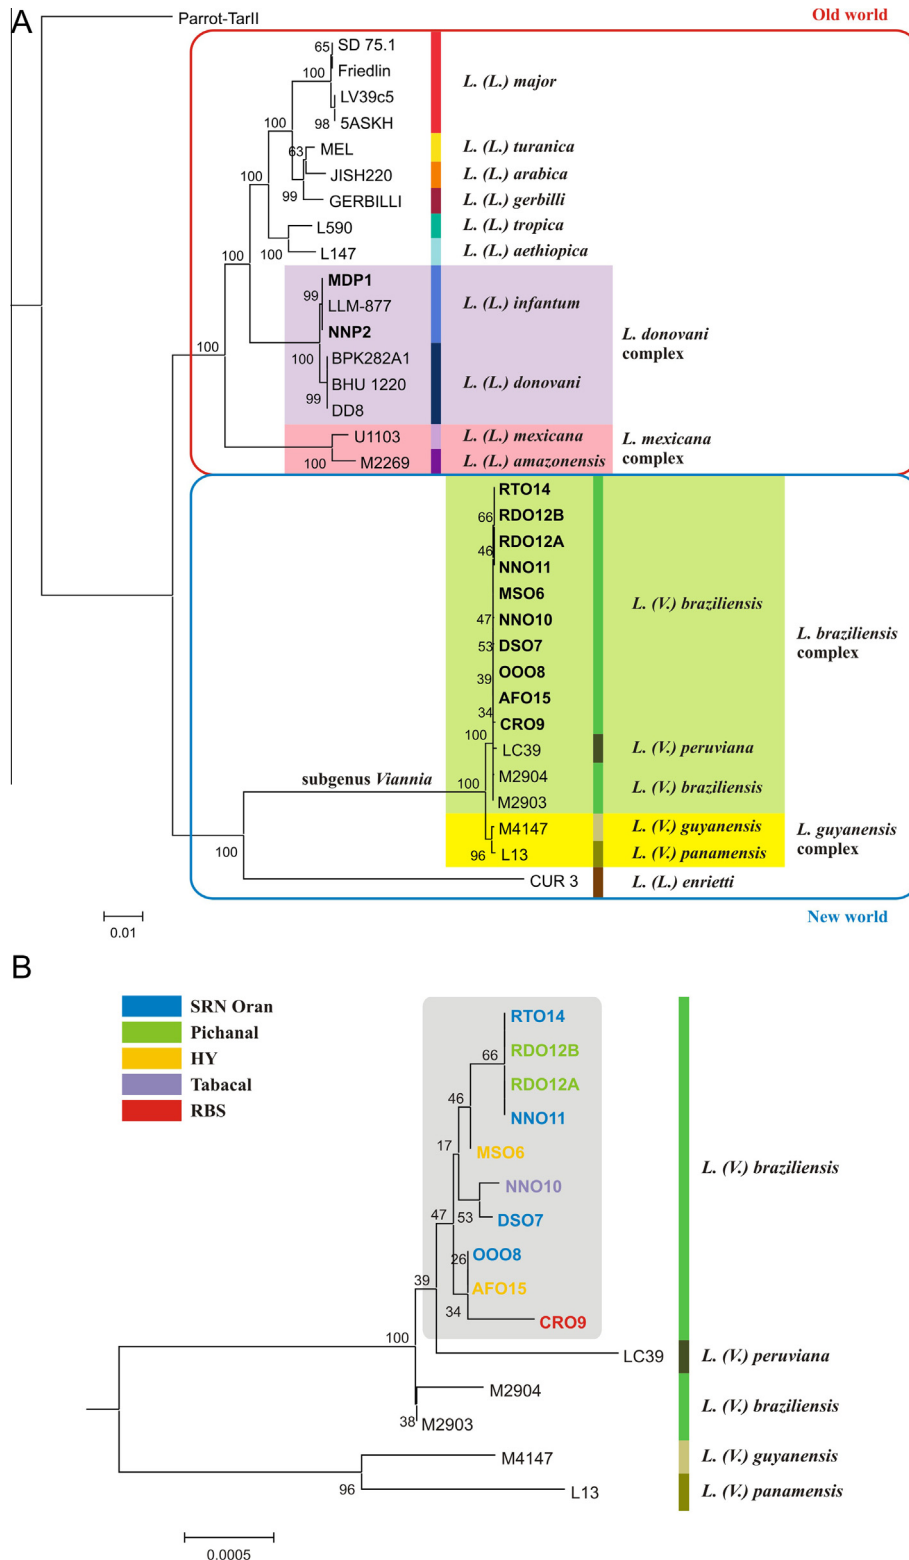 A
Parrot-TarII
Old world
65
SD 75.1
100
Friedlin
L. (L.) major
LV39c5
98
5ASKH
100
63
MEL
L. (L.) turanica
100
JISH220
L. (L.) arabica
99
GERBILLI
L. (L.) gerbilli
L590
L. (L.) tropica
100
100
L147
L. (L.) aethiopica
MDP1
99
LLM-877
L. (L.) infantum
NNP2
L. donovani
complex
100
100
BPK282A1
BHU 1220
L. (L.) donovani
99
DD8
U1103
L. (L.) mexicana
L. mexicana
complex
100
M2269
L. (L.) amazonensis
RTO14
66
RDO12B
46
RDO12A
NNO11
MSO6
L. (V.) braziliensis
47
NNO10
53
DSO7
L. braziliensis
complex
39
OOO8
34
AFO15
CRO9
100
LC39
L. (V.) peruviana
subgenus Viannia
100
M2904
L. (V.) braziliensis
M2903
M4147
L. (V.) guyanensis
L. guyanensis
complex
100
96
L13
L. (V.) panamensis
CUR 3
L. (L.) enrietti
0.01
New world
B
SRN Oran
Pichanal
HY
Tabacal
RBS
RTO14
66
RDO12B
RDO12A
46
NNO11
17
MSO6
L. (V.) braziliensis
NNO10
47
53
DSO7
26
OOO8
39
AFO15
34
CRO9
100
LC39
L. (V.) peruviana
M2904
L. (V.) braziliensis
38
M2903
M4147
L. (V.) guyanensis
96
L13
L. (V.) panamensis
0.0005